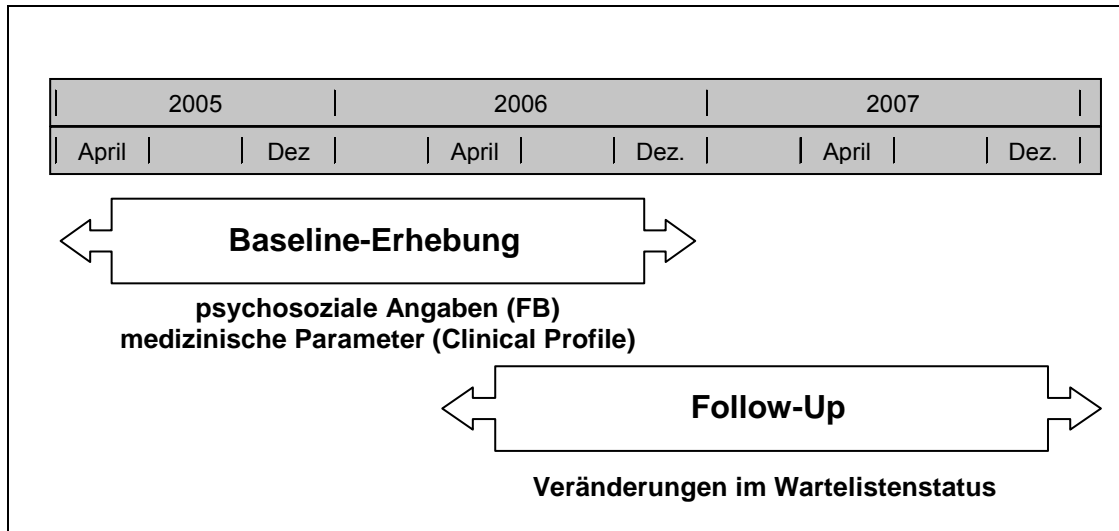 2005 2006 2007
April Dez April Dez. April Dez.
Baseline-Erhebung
psychosoziale Angaben (FB)
medizinische Parameter (Clinical Profile)
Follow-Up
Veränderungen im Wartelistenstatus